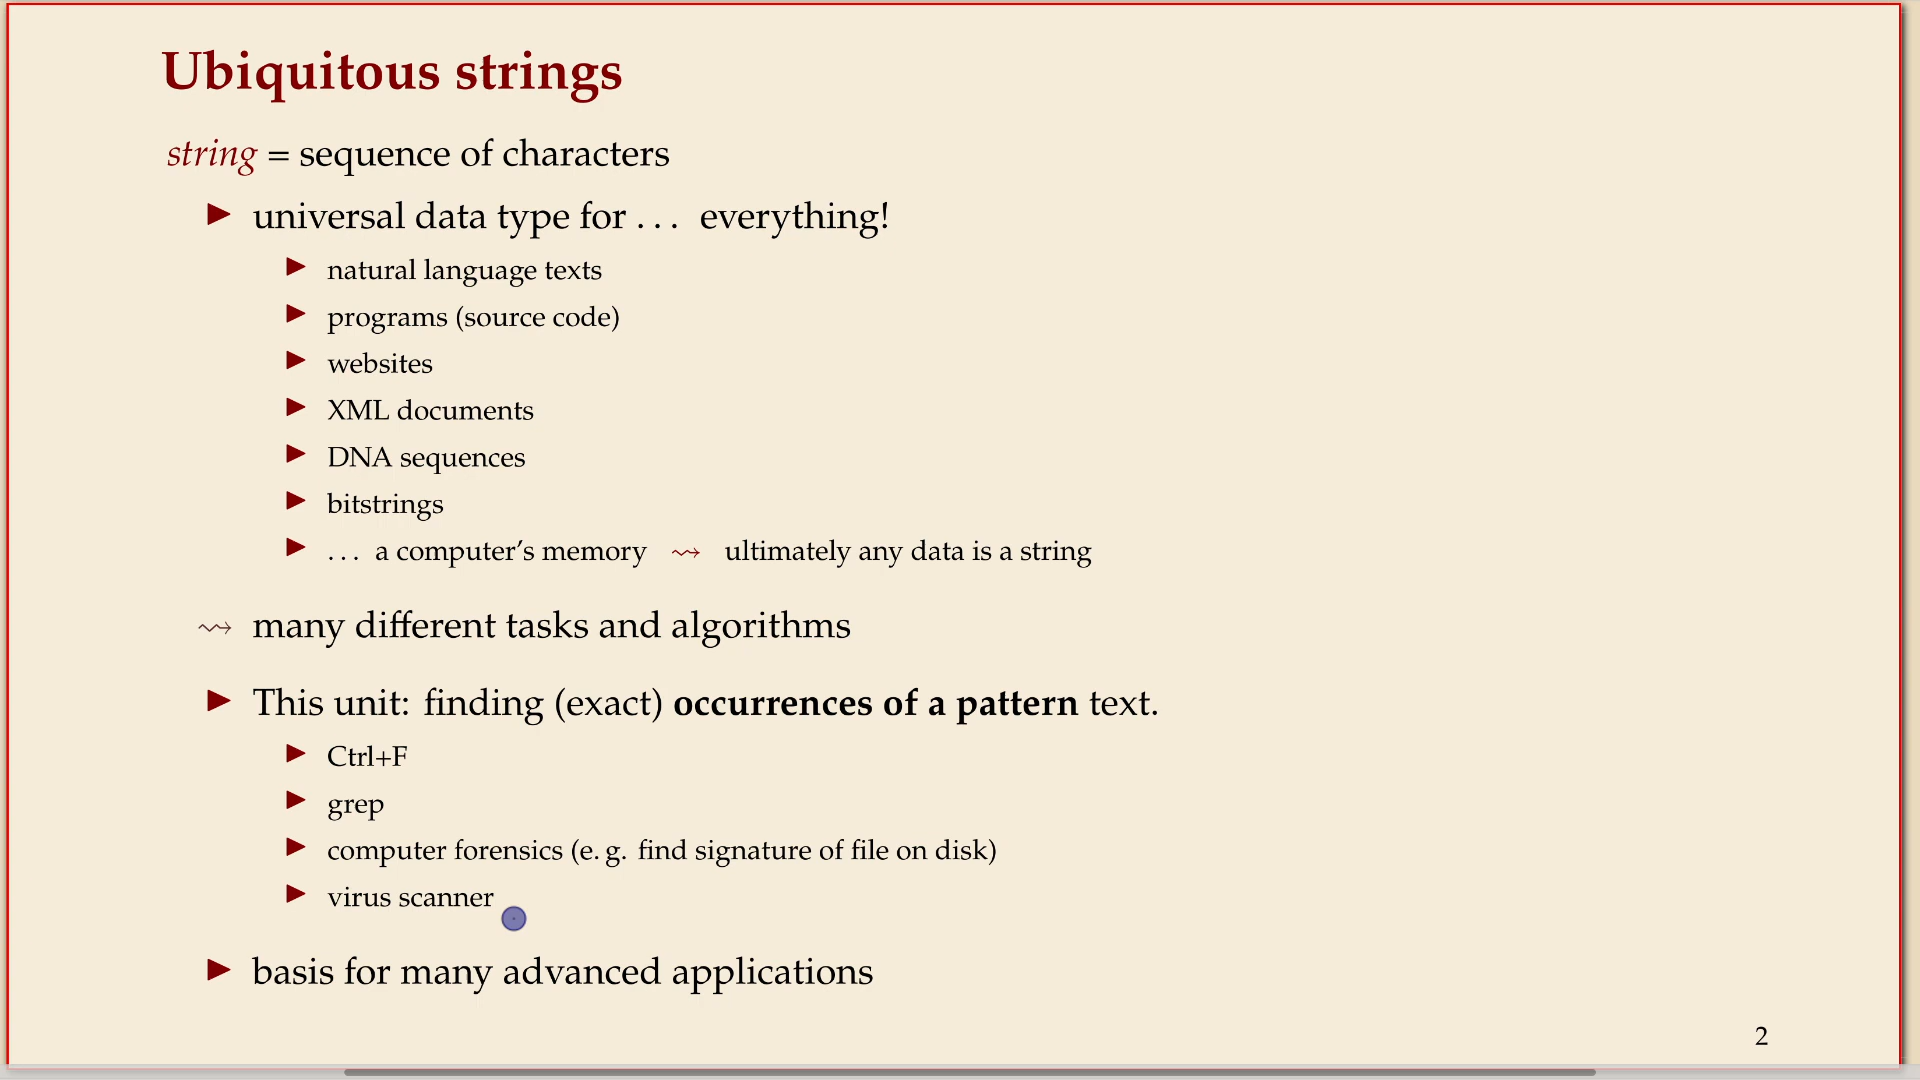 Ubiquitous strings
string = sequence of characters
▶ universal data type for . . . everything!
▶ natural language texts
▶ programs (source code)
▶ websites
▶ XML documents
▶ DNA sequences
▶ bitstrings
▶ . . . a computer’s memory ⇝ ultimately any data is a string
⇝ many different tasks and algorithms
▶ This unit: finding (exact) occurrences of a pattern text.
▶ Ctrl+F
▶ grep
▶ computer forensics (e. g. find signature of file on disk)
▶ virus scanner
▶ basis for many advanced applications
2